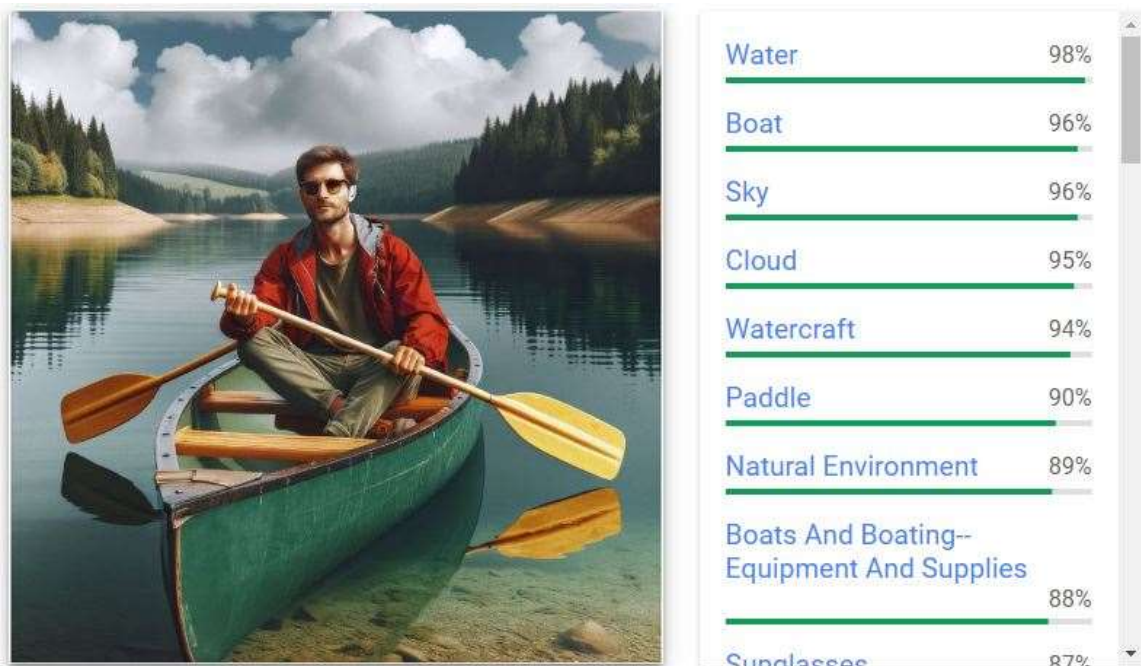 Water 98%
Boat 96%
Sky 96%
Cloud 95%
Watercraft 94%
Paddle 90%
Natural Environment 89%
Boats And Boating--
Equipment And Supplies
88%
Sunglasses 87%